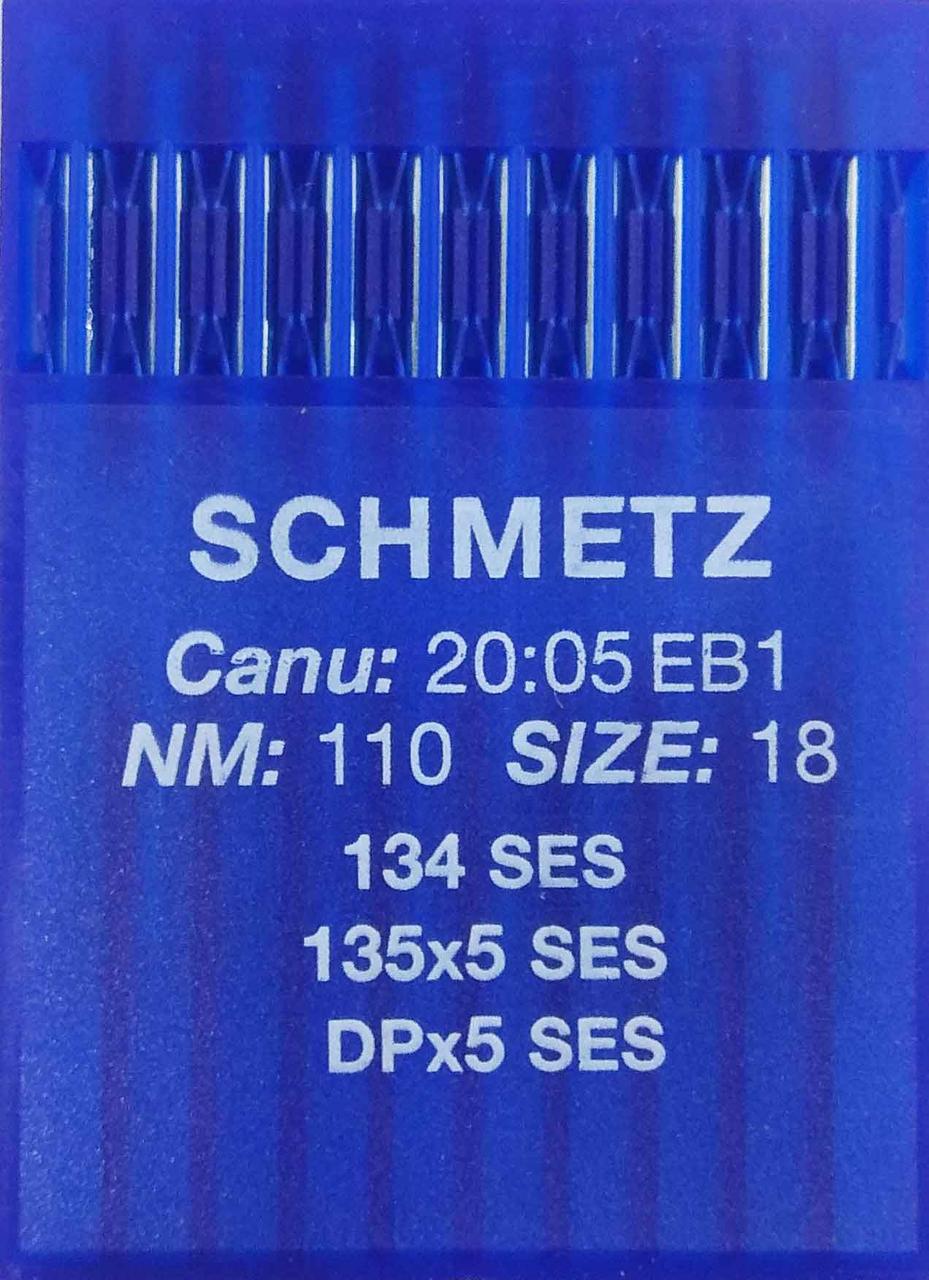 SCHMETZ
Canu: 20:05 EB1
NM: 110 SIZE: 18
134 SES
135x5 SES
DPx5 SES